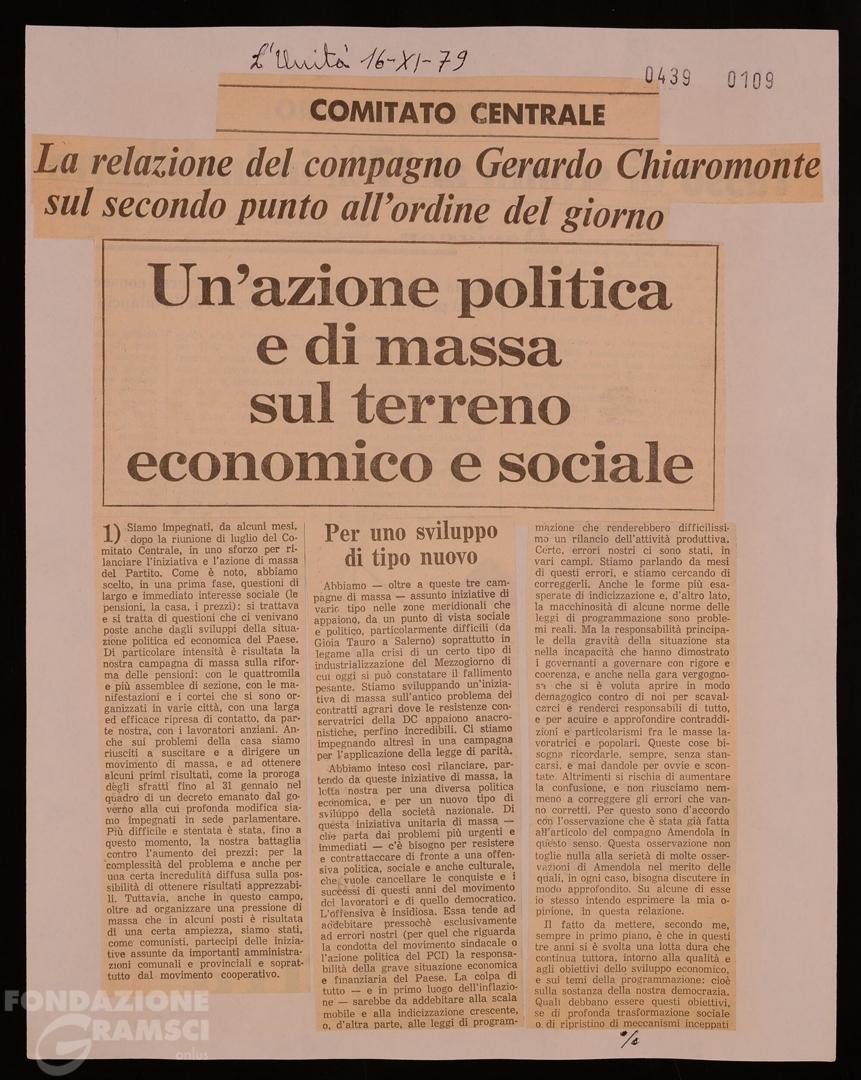 L'Unità 16-XI-79
0439 0109
COMITATO CENTRALE
La relazione del compagno Gerardo Chiaromonte
sul secondo punto all'ordine del giorno
Un'azione politica
e di massa
sul terreno
economico e sociale
1) Siamo impegnati, da alcuni mesi,
dopo la riunione di luglio del Co-
mitato Centrale, in uno sforzo per ri-
lanciare l'iniziativa e l'azione di massa
del Partito. Come è noto, abbiamo
scelto, in una prima fase, questioni di
largo e immediato interesse sociale (le
pensioni, la casa, i prezzi): si trattava
e si tratta di questioni che ci venivano
poste anche dagli sviluppi della situa-
zione politica ed economica del Paese.
Di particolare intensità è risultata la
nostra campagna di massa sulla rifor-
ma delle pensioni: con le quattromila
e più assemblee di sezione, con le ma-
nifestazioni e i cortei che si sono or-
ganizzati in varie città, con una larga
ed efficace ripresa di contatto, da par-
te nostra, con i lavoratori anziani. An-
che sui problemi della casa siamo
riusciti a suscitare e a dirigere un
movimento di massa, e ad ottenere
alcuni primi risultati, come la proroga
degli sfratti fino al 31 gennaio nel
quadro di un decreto emanato dal go-
verno alla cui profonda modifica sia-
mo impegnati in sede parlamentare.
Più difficile e stentata è stata, fino a
questo momento, la nostra battaglia
contro l'aumento dei prezzi: per la
complessità del problema e anche per
una certa incredulità diffusa sulla pos-
sibilità di ottenere risultati apprezzabi-
li. Tuttavia, anche in questo campo,
oltre ad organizzare una pressione di
massa che in alcuni posti è risultata
di una certa ampiezza, siamo stati,
come comunisti, partecipi delle inizia-
tive assunte da importanti amministra-
zioni comunali e provinciali e soprat-
tutto dal movimento cooperativo.
Per uno sviluppo
di tipo nuovo
Abbiamo — oltre a queste tre cam-
pagne di massa — assunto iniziative di
vario tipo nelle zone meridionali che
appaiono, da un punto di vista sociale
e politico, particolarmente difficili (da
Gioia Tauro a Salerno) soprattutto in
legame alla crisi di un certo tipo di
industrializzazione del Mezzogiorno di
cui oggi si può constatare il fallimento
pesante. Stiamo sviluppando un'inizia-
tiva di massa sull'antico problema dei
contratti agrari dove le resistenze con-
servatrici della DC appaiono anacro-
nistiche, perfino incredibili. Ci stiamo
impegnando altresì in una campagna
per l'applicazione della legge di parità.
Abbiamo inteso così rilanciare, par-
tendo da queste iniziative di massa, la
lotta nostra per una diversa politica
economica, e per un nuovo tipo di
sviluppo della società nazionale. Di
questa iniziativa unitaria di massa —
che parta dai problemi più urgenti e
immediati — c'è bisogno per resistere
e contrattaccare di fronte a una offen-
siva politica, sociale e anche culturale,
che vuole cancellare le conquiste e i
successi di questi anni del movimento
dei lavoratori e di quello democratico.
L'offensiva è insidiosa. Essa tende ad
addebitare pressochè esclusivamente
ad errori nostri (per quel che riguarda
la condotta del movimento sindacale o
l'azione politica del PCI) la responsa-
bilità della grave situazione economica
e finanziaria del Paese. La colpa di
tutto — e in primo luogo dell'inflazio-
ne — sarebbe da addebitare alla scala
mobile e alla indicizzazione crescente,
o, d'altra parte, alle leggi di program-
mazione che renderebbero difficilissi-
mo un rilancio dell'attività produttiva.
Certo, errori nostri ci sono stati, in
vari campi. Stiamo parlando da mesi
di questi errori, e stiamo cercando di
correggerli. Anche le forme più esa-
sperate di indicizzazione e, d'altro lato,
la macchinosità di alcune norme delle
leggi di programmazione sono proble-
mi reali. Ma la responsabilità principa-
le della gravità della situazione sta
nella incapacità che hanno dimostrato
i governanti a governare con rigore e
coerenza, e anche nella gara vergogno-
sa che si è voluta aprire in modo
demagogico contro di noi per scaval-
carci e renderci responsabili di tutto,
e per acuire e approfondire contraddi-
zioni e particolarismi fra le masse la-
voratrici e popolari. Queste cose bi-
sogna ricordarle, sempre, senza stan-
carsi, e mai dandole per ovvie e scon-
tate. Altrimenti si rischia di aumentare
la confusione, e non riusciamo nem-
meno a correggere gli errori che van-
no corretti. Per questo sono d'accordo
con l'osservazione che è stata già fatta
all'articolo del compagno Amendola in
questo senso. Questa osservazione non
toglie nulla alla serietà di molte osser-
vazioni di Amendola nel merito delle
quali, in ogni caso, bisogna discutere in
modo approfondito. Su alcune di esse
io stesso intendo esprimere la mia o-
pinione, in questa relazione.
Il fatto da mettere, secondo me,
sempre in primo piano, è che in questi
tre anni si è svolta una lotta dura che
continua tuttora, intorno alla qualità e
agli obiettivi dello sviluppo economico,
e sui temi della programmazione: cioè
sulla sostanza della nostra democrazia.
Quali debbano essere questi obiettivi,
se di profonda trasformazione sociale
o di ripristino di meccanismi inceppati
%
FONDAZIONE
GRAMSCI
onlus